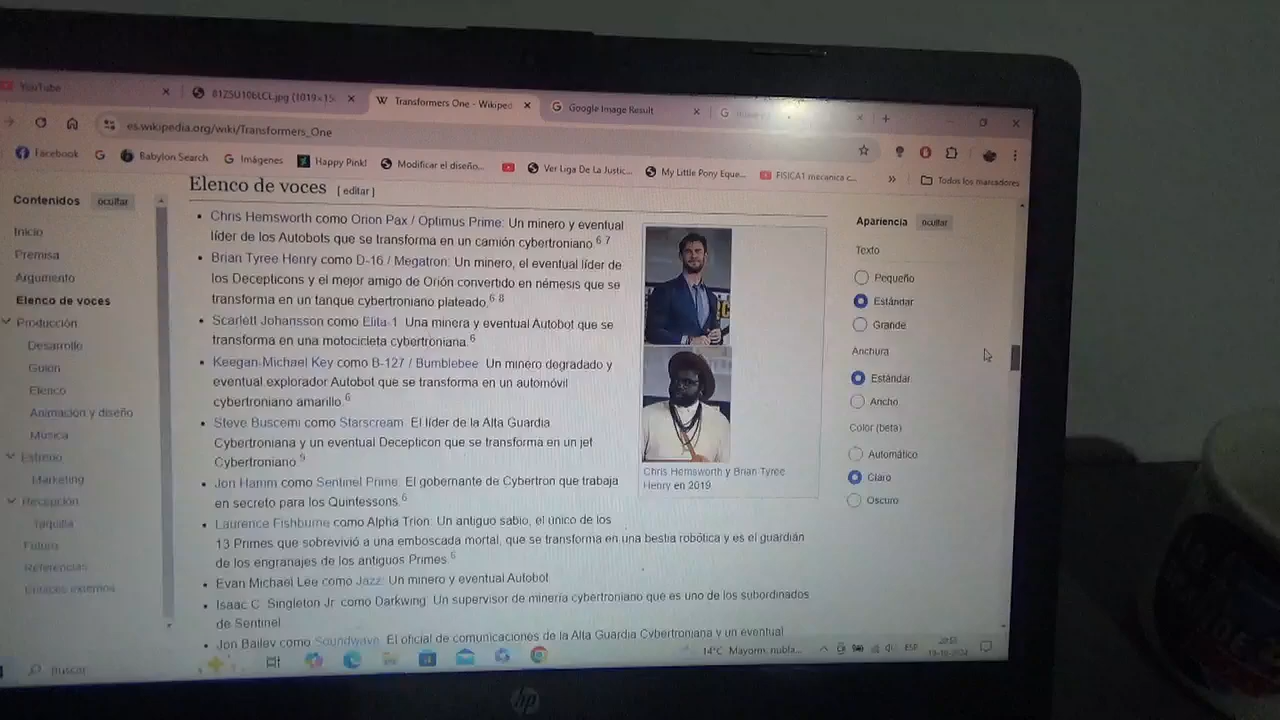 YouTube
81ZSU106LCL.jpg (1019×15
Transformers One - Wikiped
Google Image Result
es.wikipedia.org/wiki/Transformers_One
Facebook
Babylon Search
Imágenes
Happy Pink!
Modificar el diseño...
Ver Liga De La Justic...
My Little Pony Eque...
FISICA1 mecanica c...
Todos los marcadores
Contenidos ocultar
Inicio
Premisa
Argumento
Elenco de voces
Producción
Desarrollo
Guion
Elenco
Animación y diseño
Música
Estreno
Marketing
Recepción
Taquilla
Futuro
Referencias
Enlaces externos
Elenco de voces [ editar ]
Chris Hemsworth como Orion Pax / Optimus Prime: Un minero y eventual
líder de los Autobots que se transforma en un camión cybertroniano 6 7
Brian Tyree Henry como D-16 / Megatron: Un minero, el eventual líder de
los Decepticons y el mejor amigo de Orión convertido en némesis que se
transforma en un tanque cybertroniano plateado.6 8
Scarlett Johansson como Elita-1: Una minera y eventual Autobot que se
transforma en una motocicleta cybertroniana.6
Keegan-Michael Key como B-127 / Bumblebee: Un minero degradado y
eventual explorador Autobot que se transforma en un automóvil
cybertroniano amarillo.6
Steve Buscemi como Starscream: El líder de la Alta Guardia
Cybertroniana y un eventual Decepticon que se transforma en un jet
Cybertroniano.9
Jon Hamm como Sentinel Prime: El gobernante de Cybertron que trabaja
en secreto para los Quintessons.6
Laurence Fishburne como Alpha Trion: Un antiguo sabio, el único de los
13 Primes que sobrevivió a una emboscada mortal, que se transforma en una bestia robótica y es el guardián
de los engranajes de los antiguos Primes.6
Evan Michael Lee como Jazz: Un minero y eventual Autobot
Isaac C. Singleton Jr. como Darkwing: Un supervisor de minería cybertroniano que es uno de los subordinados
de Sentinel
Jon Bailey como Soundwave: El oficial de comunicaciones de la Alta Guardia Cybertroniana y un eventual
Chris Hemsworth y Brian Tyree
Henry en 2019.
Apariencia ocultar
Texto
Pequeño
Estándar
Grande
Anchura
Estándar
Ancho
Color (beta)
Automático
Claro
Oscuro
Buscar
14°C Mayorm. nubla...
ESP
hp